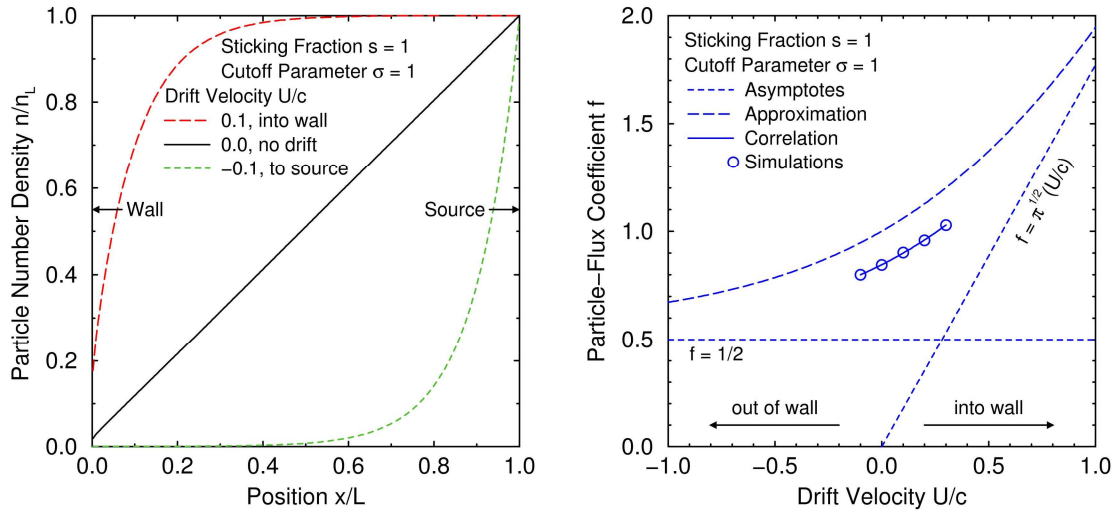 Particle Number Density n/n_L
1.0
0.8
0.6
0.4
0.2
0.0
Sticking Fraction s = 1
Cutoff Parameter σ = 1
Drift Velocity U/c
0.1, into wall
0.0, no drift
−0.1, to source
Wall
Source
0.0
0.2
0.4
0.6
0.8
1.0
Position x/L
Particle−Flux Coefficient f
2.0
1.5
1.0
0.5
0.0
Sticking Fraction s = 1
Cutoff Parameter σ = 1
Asymptotes
Approximation
Correlation
Simulations
f = π^1/2 (U/c)
f = 1/2
out of wall
into wall
−1.0
−0.5
0.0
0.5
1.0
Drift Velocity U/c